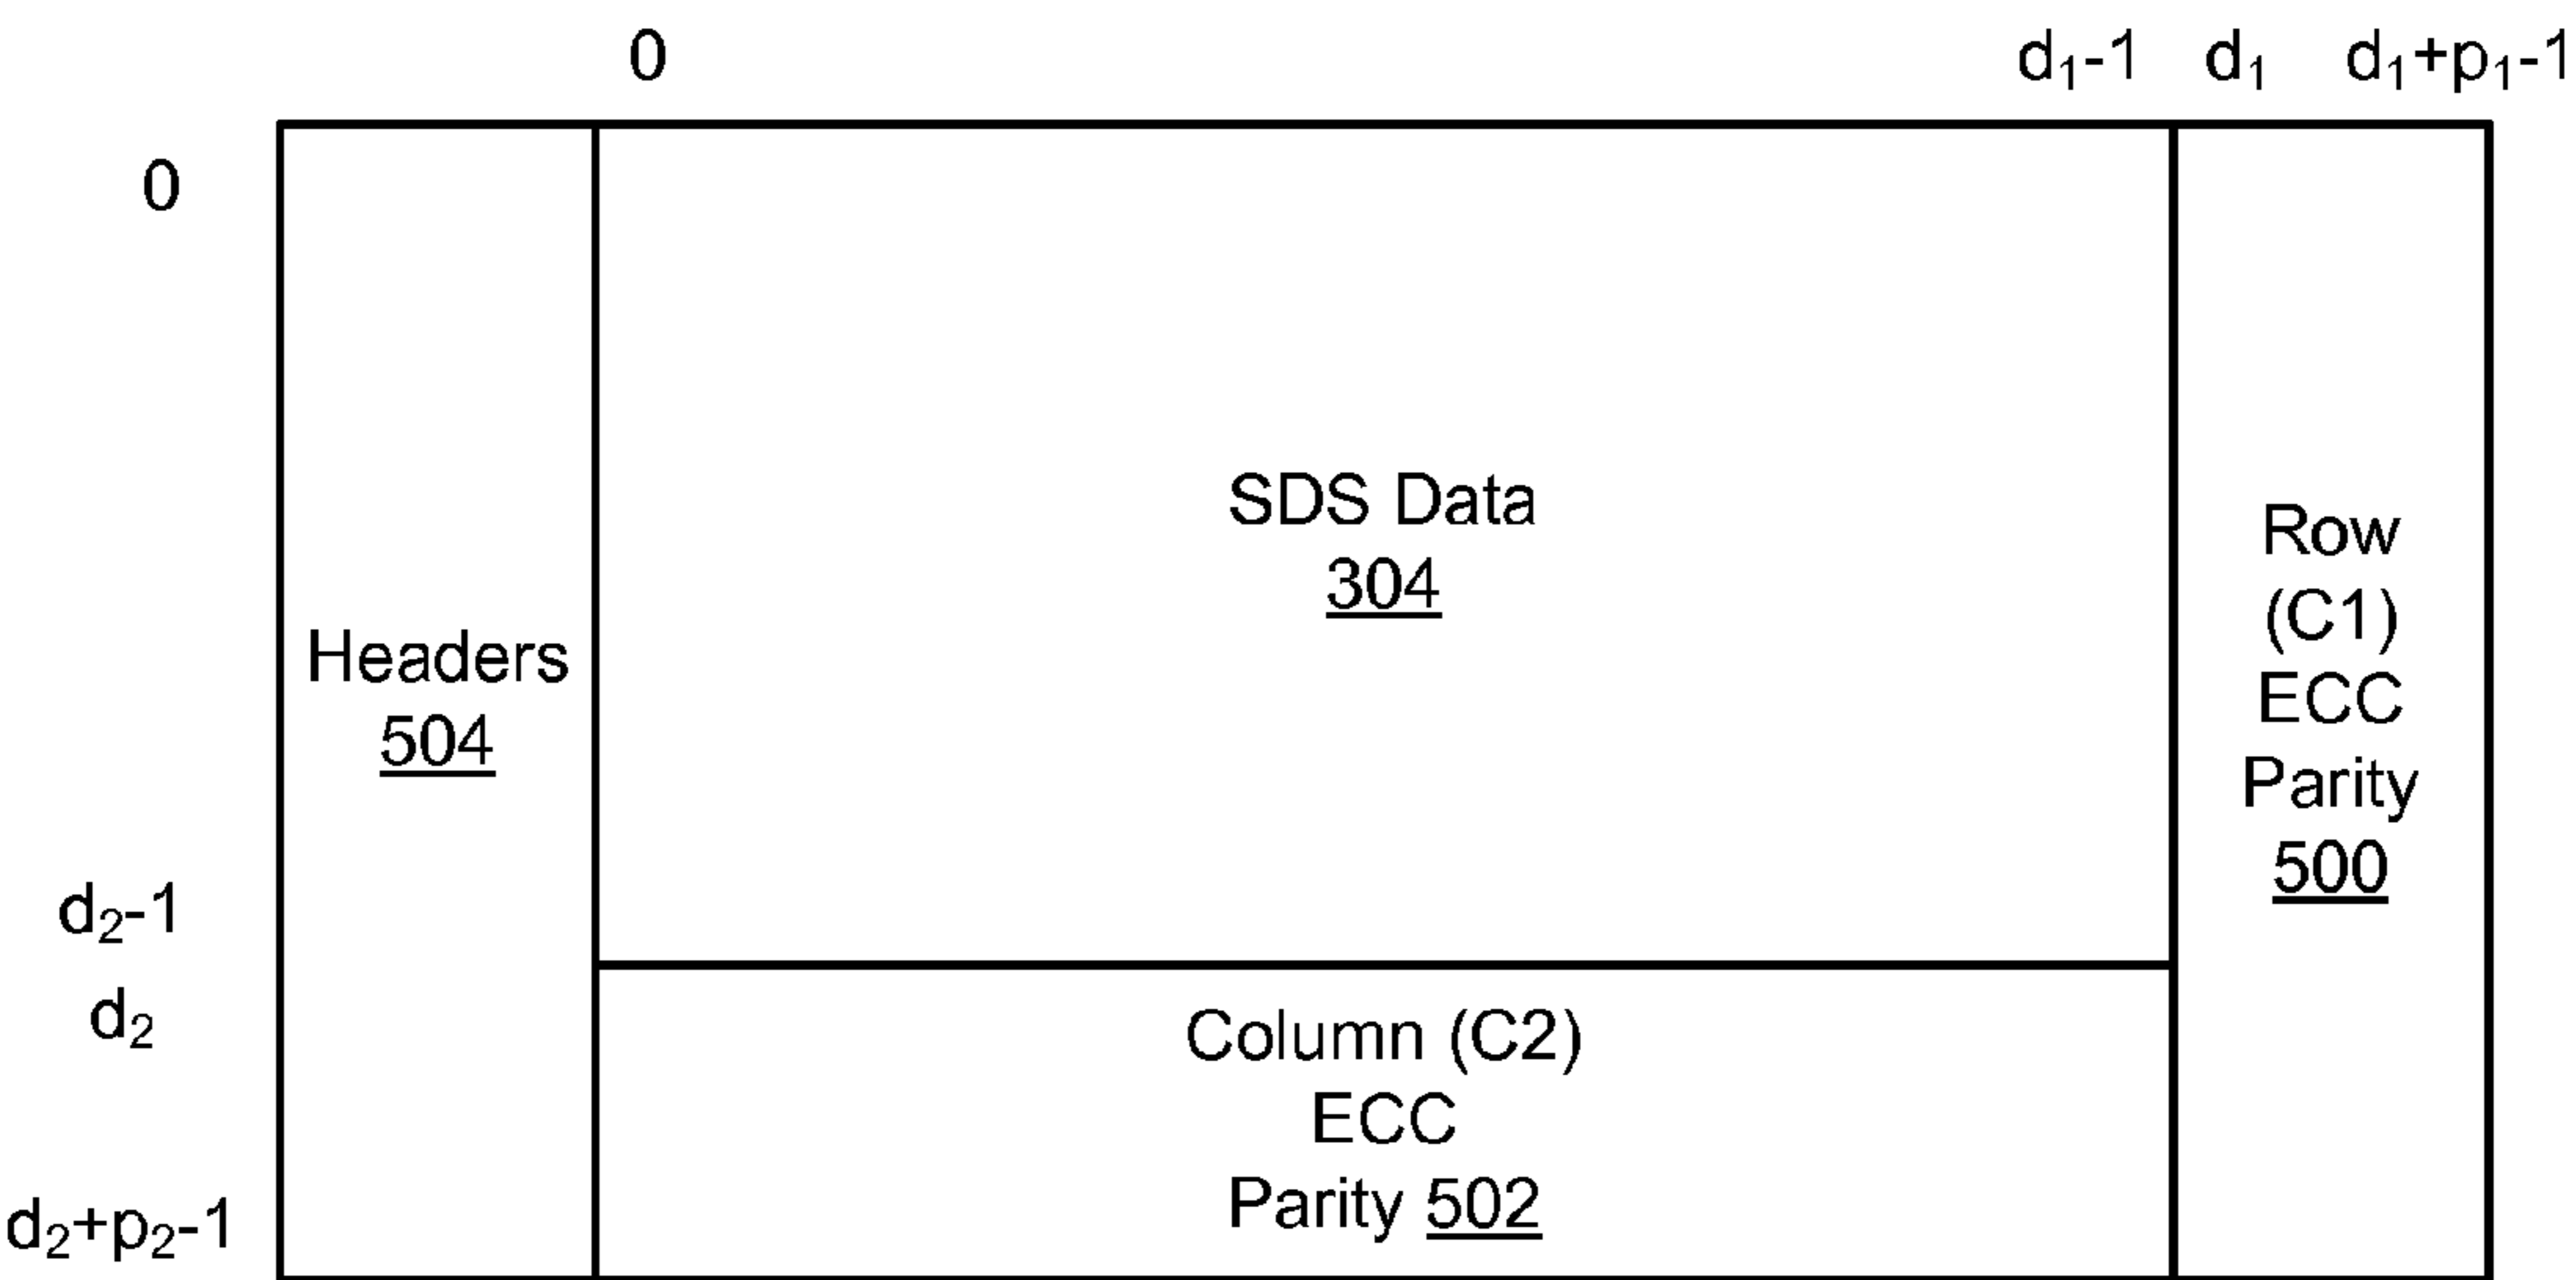 0 d₁-1 d₁ d₁+p₁-1
0
SDS Data
304
Row
(C1)
ECC
Parity
500
Headers
504
d₂-1
d₂
Column (C2)
ECC
Parity 502
d₂+p₂-1